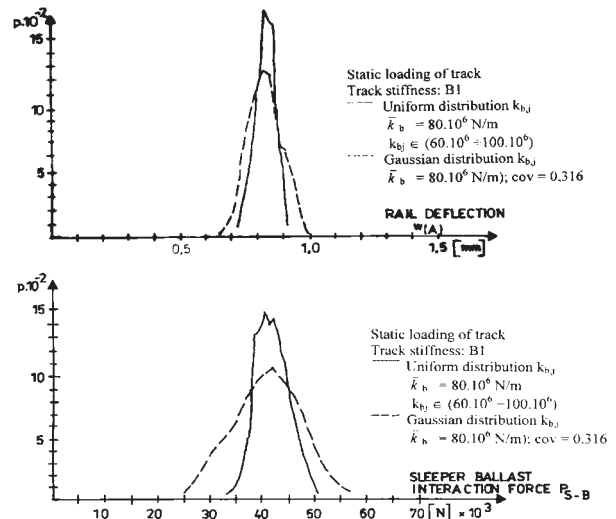 p.10⁻²
15
10
5
0,5
1.0
1,5 [mm]
Static loading of track
Track stiffness: B1
Uniform distribution k_b,j
k̄ _b = 80.10⁶ N/m
k_bj ∈ (60.10⁶ ÷100.10⁶)
Gaussian distribution k_b,j
k̄ _b = 80.10⁶ N/m); cov = 0,316
RAIL DEFLECTION
w(A)
p.10⁻²
15
10
5
10
20
30
40
50
60
70 [N] × 10³
Static loading of track
Track stiffness: B1
Uniform distribution k_b,j
k̄ _b = 80.10⁶ N/m
k_bj ∈ (60.10⁶ −100.10⁶)
Gaussian distribution k_b,j
k̄ _b = 80.10⁶ N/m); cov = 0.316
SLEEPER BALLAST
INTERACTION FORCE P_S-B